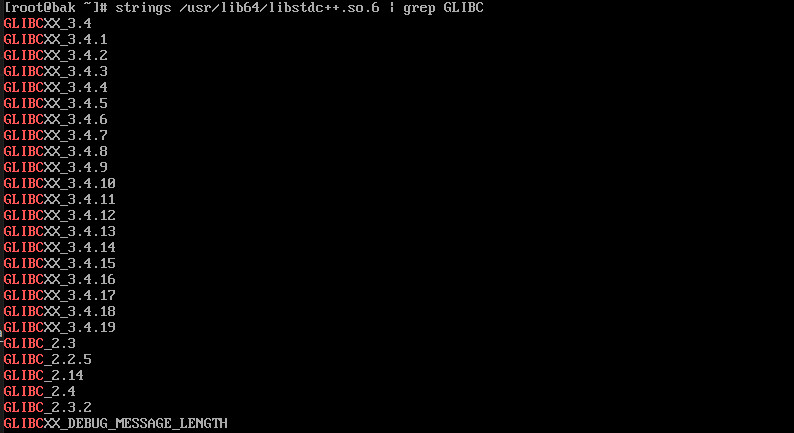 [root@bak ~]# strings /usr/lib64/libstdc++.so.6 | grep GLIBC
GLIBCXX_3.4
GLIBCXX_3.4.1
GLIBCXX_3.4.2
GLIBCXX_3.4.3
GLIBCXX_3.4.4
GLIBCXX_3.4.5
GLIBCXX_3.4.6
GLIBCXX_3.4.7
GLIBCXX_3.4.8
GLIBCXX_3.4.9
GLIBCXX_3.4.10
GLIBCXX_3.4.11
GLIBCXX_3.4.12
GLIBCXX_3.4.13
GLIBCXX_3.4.14
GLIBCXX_3.4.15
GLIBCXX_3.4.16
GLIBCXX_3.4.17
GLIBCXX_3.4.18
GLIBCXX_3.4.19
GLIBC_2.3
GLIBC_2.2.5
GLIBC_2.14
GLIBC_2.4
GLIBC_2.3.2
GLIBCXX_DEBUG_MESSAGE_LENGTH